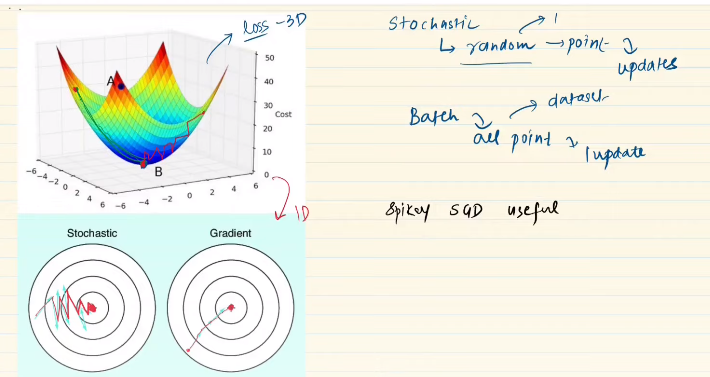 loss - 3D
A
B
50
40
30
20
10
0
Cost
-6 -4 -2 0 2 4 6
-6 -4 -2 0 2 4 6
1D
Stochastic
Gradient
Stochastic
1
random → point
updates
Batch
dataset
all point
1 update
Spikey SGD useful